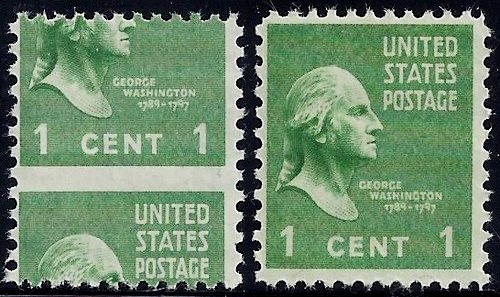 GEORGE
WASHINGTON
1789-1797
1 CENT 1
UNITED
STATES
POSTAGE
UNITED
STATES
POSTAGE
GEORGE
WASHINGTON
1789-1797
1 CENT 1